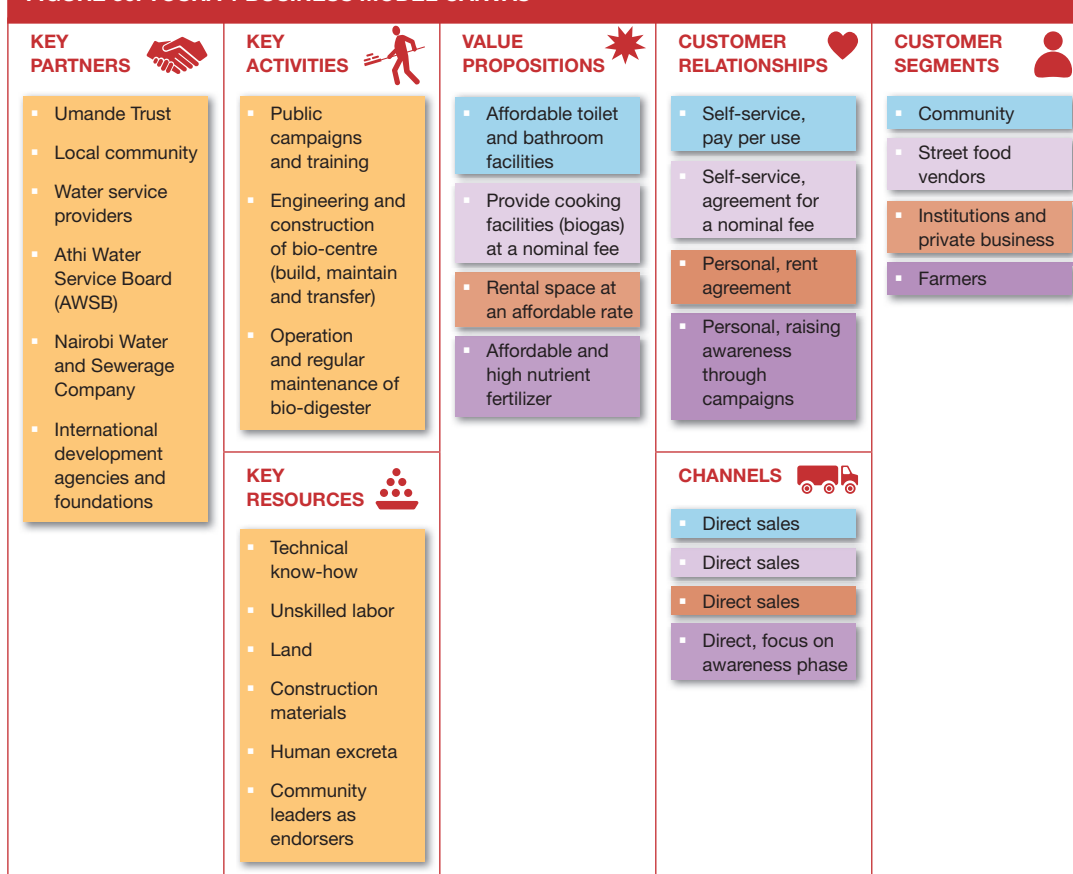 FIGURE BUSINESS MODEL CANVAS
KEY
PARTNERS
Umande Trust
Local community
Water service
providers
Athi Water
Service Board
(AWSB)
Nairobi Water
and Sewerage
Company
International
development
agencies and
foundations
KEY
ACTIVITIES
Public
campaigns
and training
Engineering and
construction
of bio-centre
(build, maintain
and transfer)
Operation
and regular
maintenance of
bio-digester
KEY
RESOURCES
Technical
know-how
Unskilled labor
Land
Construction
materials
Human excreta
Community
leaders as
endorsers
VALUE
PROPOSITIONS
Affordable toilet
and bathroom
facilities
Provide cooking
facilities (biogas)
at a nominal fee
Rental space at
an affordable rate
Affordable and
high nutrient
fertilizer
CUSTOMER
RELATIONSHIPS
Self-service,
pay per use
Self-service,
agreement for
a nominal fee
Personal, rent
agreement
Personal, raising
awareness
through
campaigns
CHANNELS
Direct sales
Direct sales
Direct sales
Direct, focus on
awareness phase
CUSTOMER
SEGMENTS
Community
Street food
vendors
Institutions and
private business
Farmers